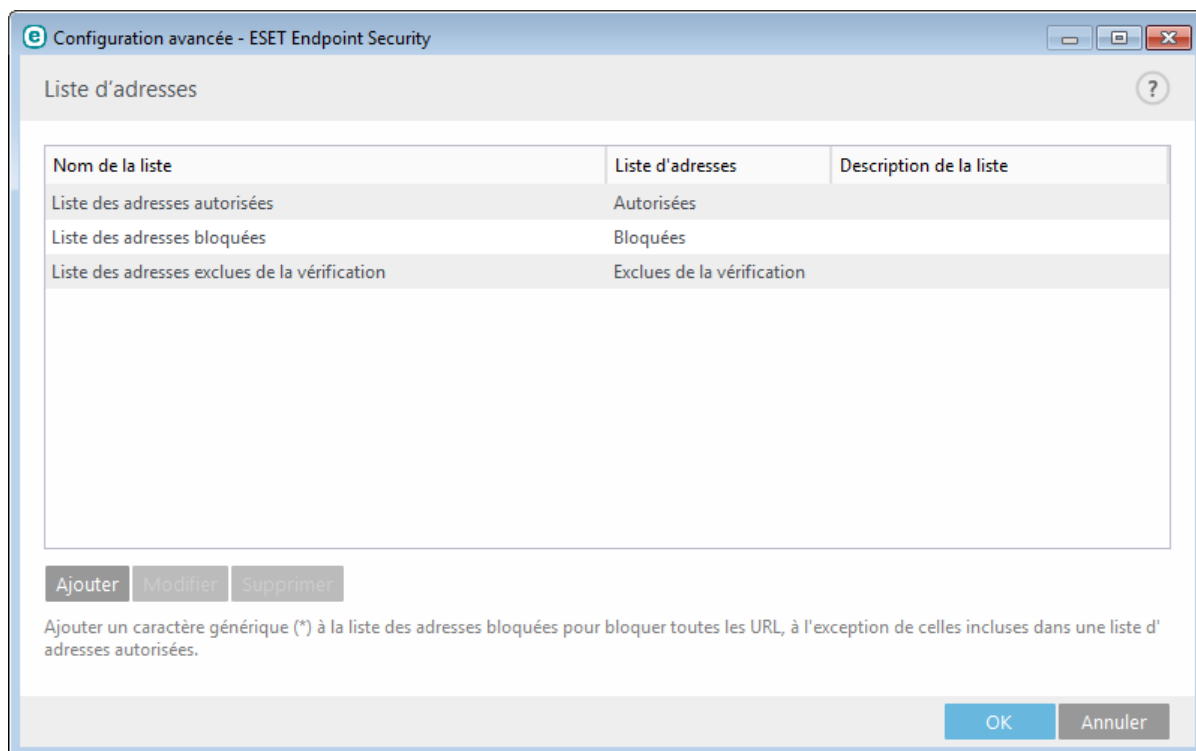 e Configuration avancée - ESET Endpoint Security
Liste d'adresses ?
Nom de la liste Liste d'adresses Description de la liste
Liste des adresses autorisées Autorisées
Liste des adresses bloquées Bloquées
Liste des adresses exclues de la vérification Exclues de la vérification
Ajouter Modifier Supprimer
Ajouter un caractère générique (*) à la liste des adresses bloquées pour bloquer toutes les URL, à l'exception de celles incluses dans une liste d'
adresses autorisées.
OK Annuler